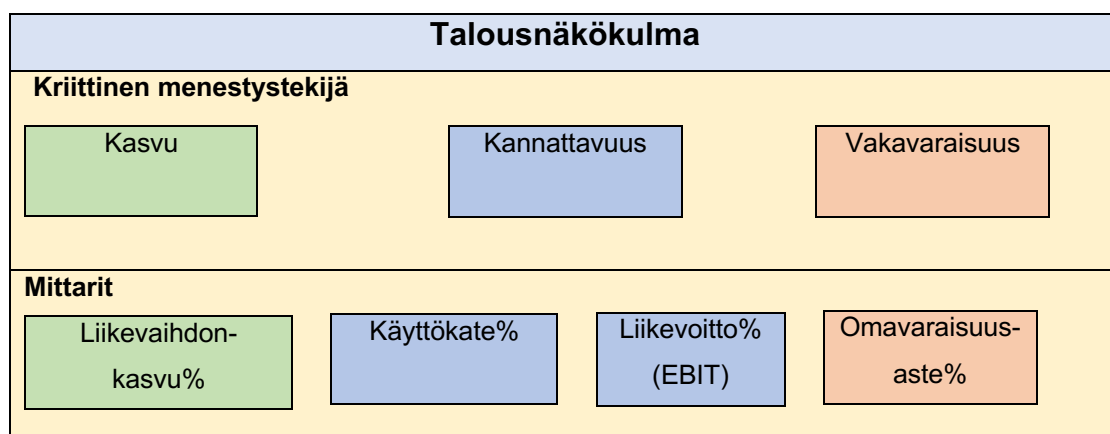 Talousnäkökulma
Kriittinen menestystekijä
Kasvu
Kannattavuus
Vakavaraisuus
Mittarit
Liikevaihdon-
kasvu%
Käyttökate%
Liikevoitto%
(EBIT)
Omavaraisuus-
aste%